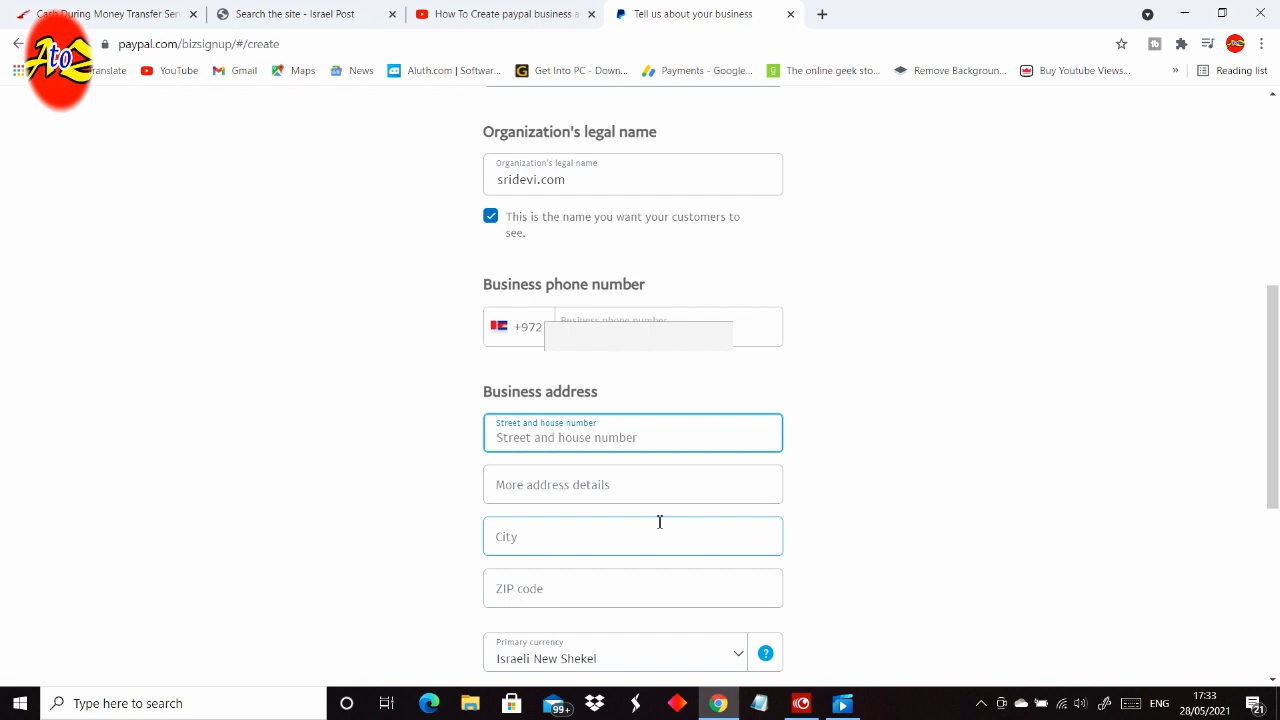 Cash During Money Transfer Serv
Search the Israel Post
How To Create business a
Tell us about your business
paypal.com/bizsignup/#/create
A to Z
Translate
YouTube
Gmail
Maps
News
Aluth.com | Softwar...
Get Into PC - Down...
Payments - Google...
The online geek sto...
Remove Backgroun...
Buy Youtube Views...
»
Reading list
Organization's legal name
Organization's legal name
sridevi.com
This is the name you want your customers to
see.
Business phone number
+972
Business phone number
Business address
Street and house number
Street and house number
More address details
City
ZIP code
Primary currency
Israeli New Shekel
?
Type here to search
99+
ENG
17:33
28/05/2021
21